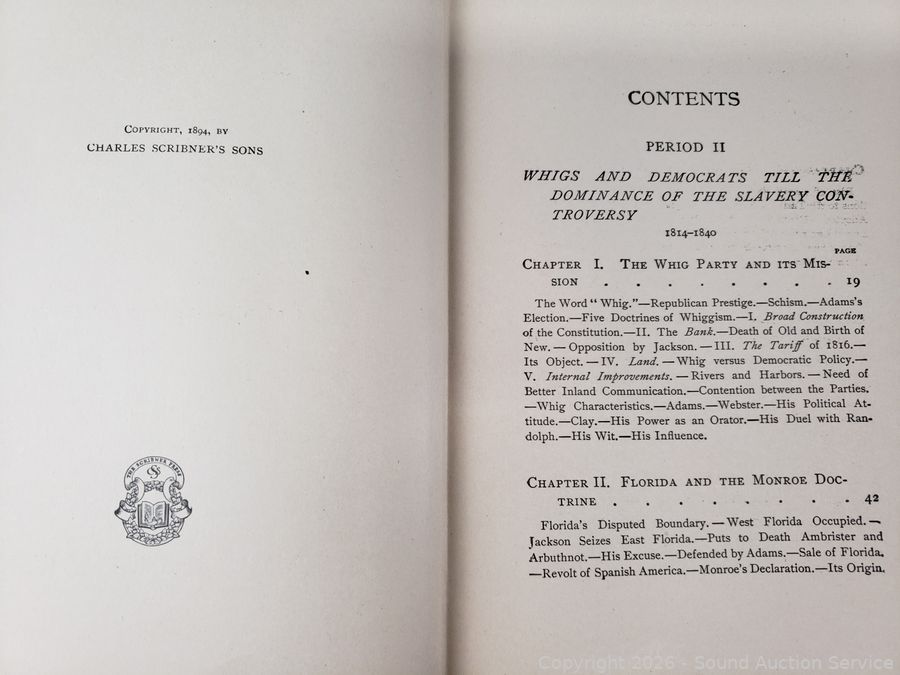 COPYRIGHT, 1894, BY
CHARLES SCRIBNER'S SONS
THE SCRIBNER PRESS
CONTENTS
PERIOD II
WHIGS AND DEMOCRATS TILL THE
DOMINANCE OF THE SLAVERY CON-
TROVERSY
1814–1840
PAGE
CHAPTER I. THE WHIG PARTY AND ITS MIS-
SION . . . . . . . . 19
The Word “ Whig.”—Republican Prestige.—Schism.—Adams's
Election.—Five Doctrines of Whiggism.—I. Broad Construction
of the Constitution.—II. The Bank.—Death of Old and Birth of
New. — Opposition by Jackson. — III. The Tariff of 1816.—
Its Object. — IV. Land. — Whig versus Democratic Policy.—
V. Internal Improvements. — Rivers and Harbors. — Need of
Better Inland Communication.—Contention between the Parties.
—Whig Characteristics.—Adams.—Webster.—His Political At-
titude.—Clay.—His Power as an Orator.—His Duel with Ran-
dolph.—His Wit.—His Influence.
CHAPTER II. FLORIDA AND THE MONROE DOC-
TRINE . . . . . . . . 42
Florida's Disputed Boundary. — West Florida Occupied. —
Jackson Seizes East Florida.—Puts to Death Ambrister and
Arbuthnot.—His Excuse.—Defended by Adams.—Sale of Florida.
—Revolt of Spanish America.—Monroe's Declaration.—Its Origin.
Copyright 2026 - Sound Auction Service